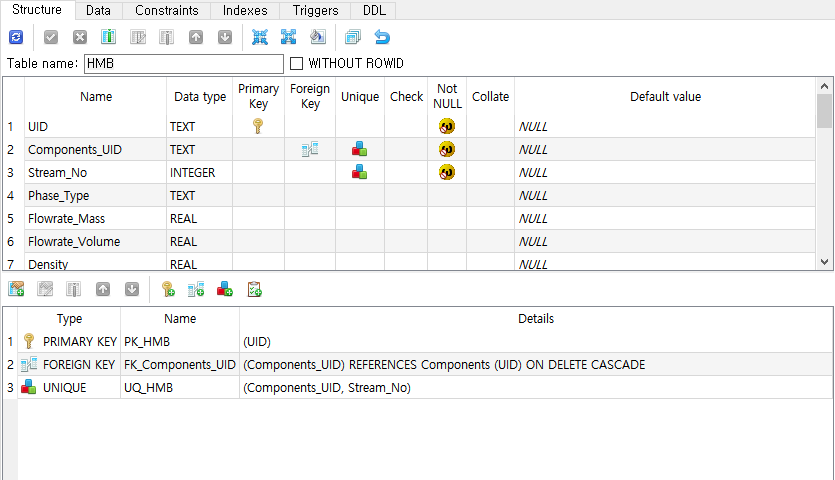 Structure Data Constraints Indexes Triggers DDL
Table name: HMB WITHOUT ROWID
Name Data type Primary Key Foreign Key Unique Check Not NULL Collate Default value
1 UID TEXT NULL
2 Components_UID TEXT NULL
3 Stream_No INTEGER NULL
4 Phase_Type TEXT NULL
5 Flowrate_Mass REAL NULL
6 Flowrate_Volume REAL NULL
7 Density REAL NULL
Type Name Details
1 PRIMARY KEY PK_HMB (UID)
2 FOREIGN KEY FK_Components_UID (Components_UID) REFERENCES Components (UID) ON DELETE CASCADE
3 UNIQUE UQ_HMB (Components_UID, Stream_No)